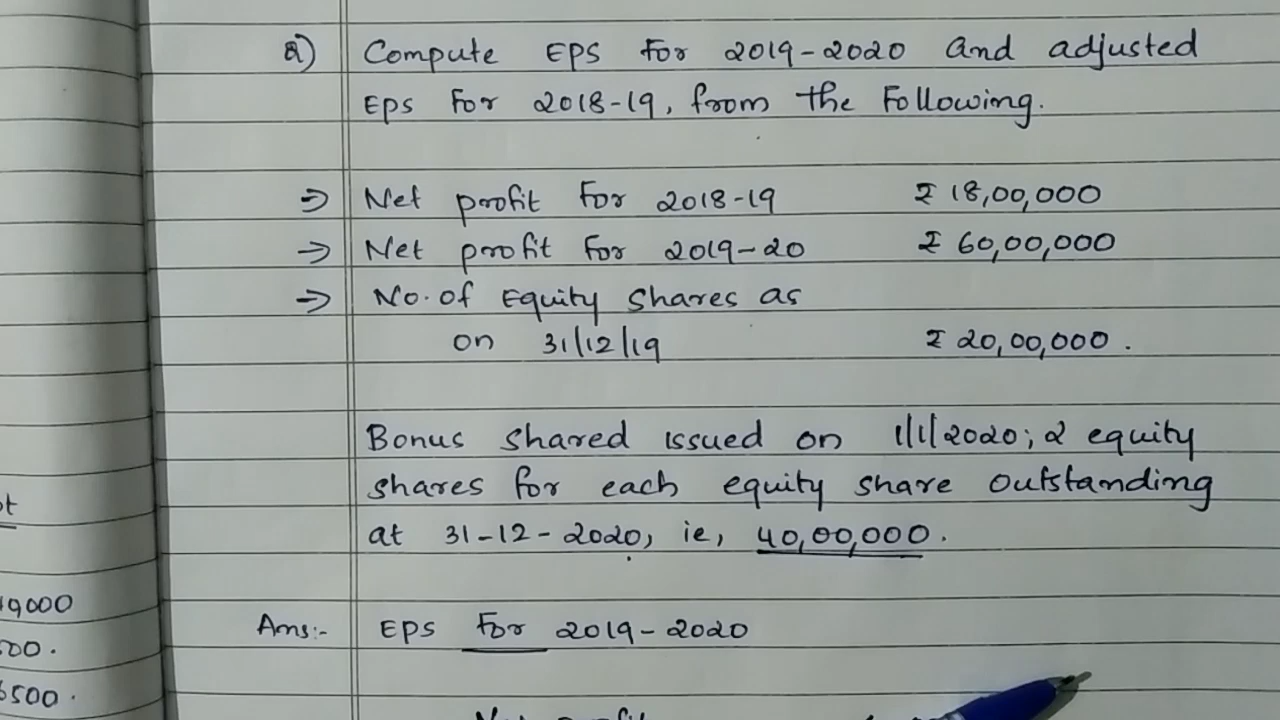 Q) Compute EPS for 2019-2020 and adjusted
EPS for 2018-19, from the Following.
⇒ Net profit for 2018-19 ₹ 18,00,000
⇒ Net profit for 2019-20 ₹ 60,00,000
⇒ No. of Equity Shares as
on 31/12/19 ₹ 20,00,000.
Bonus shared issued on 1/1/2020; 2 equity
shares for each equity share outstanding
at 31-12-2020, ie, 40,00,000.
Ans:- EPS For 2019-2020
Net profit